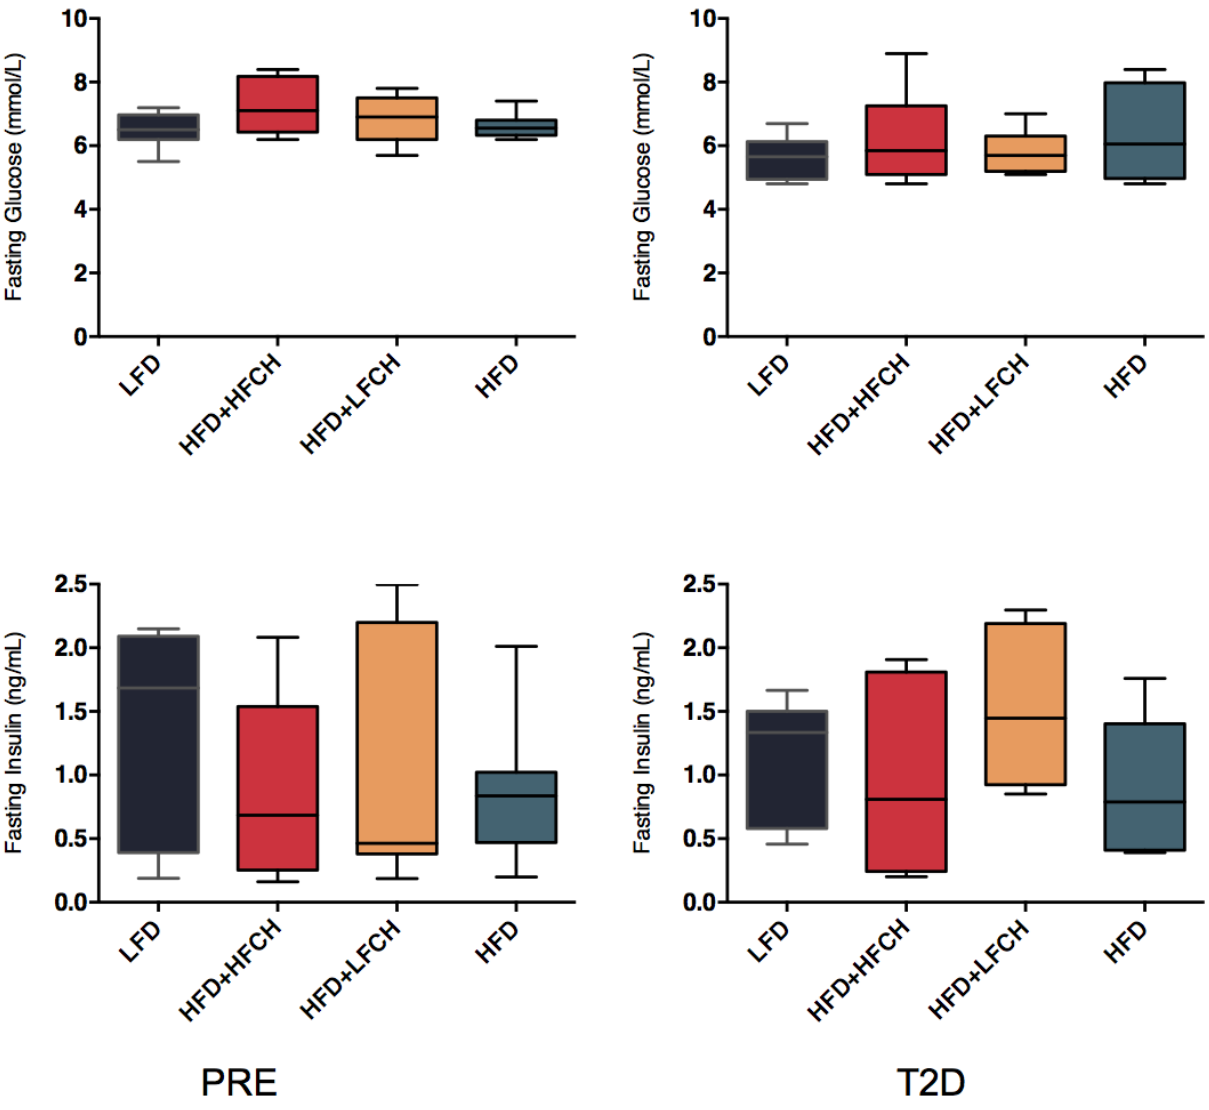 Fasting Glucose (mmol/L)
10
8
6
4
2
0
LFD
HFD+HFCH
HFD+LFCH
HFD
Fasting Glucose (mmol/L)
10
8
6
4
2
0
LFD
HFD+HFCH
HFD+LFCH
HFD
Fasting Insulin (ng/mL)
2.5
2.0
1.5
1.0
0.5
0.0
LFD
HFD+HFCH
HFD+LFCH
HFD
Fasting Insulin (ng/mL)
2.5
2.0
1.5
1.0
0.5
0.0
LFD
HFD+HFCH
HFD+LFCH
HFD
PRE
T2D